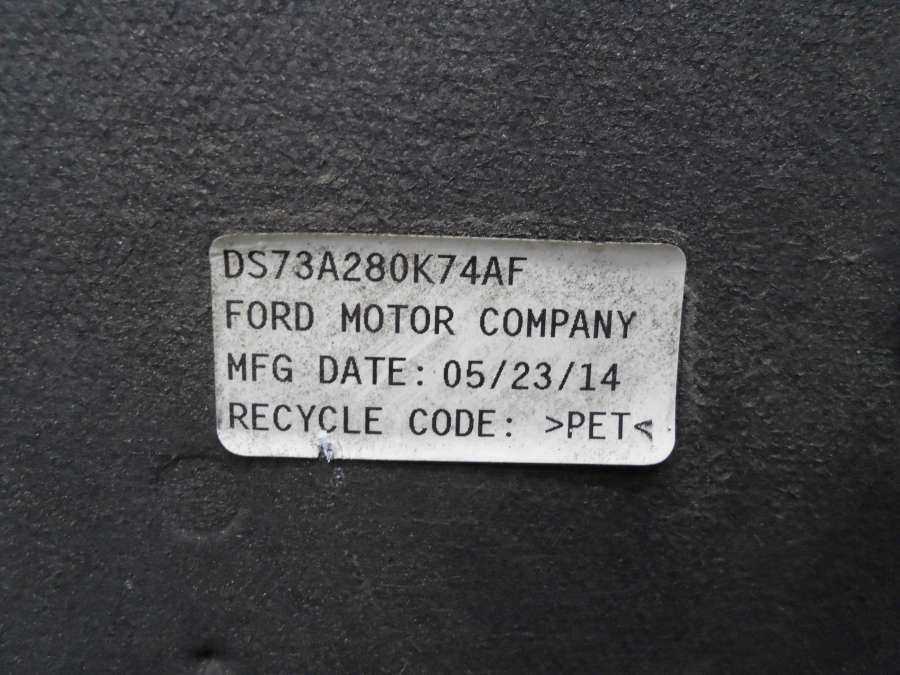 DS73A280K74AF
FORD MOTOR COMPANY
MFG DATE: 05/23/14
RECYCLE CODE: >PET<